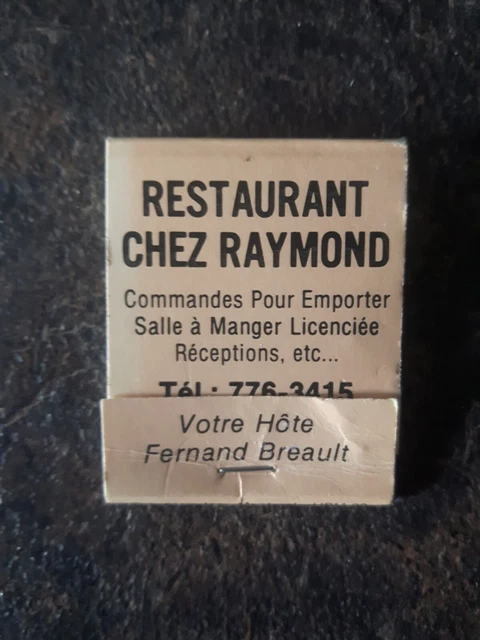 RESTAURANT
CHEZ RAYMOND
Commandes Pour Emporter
Salle à Manger Licenciée
Réceptions, etc...
Tél.: 776-3415
Votre Hôte
Fernand Breault